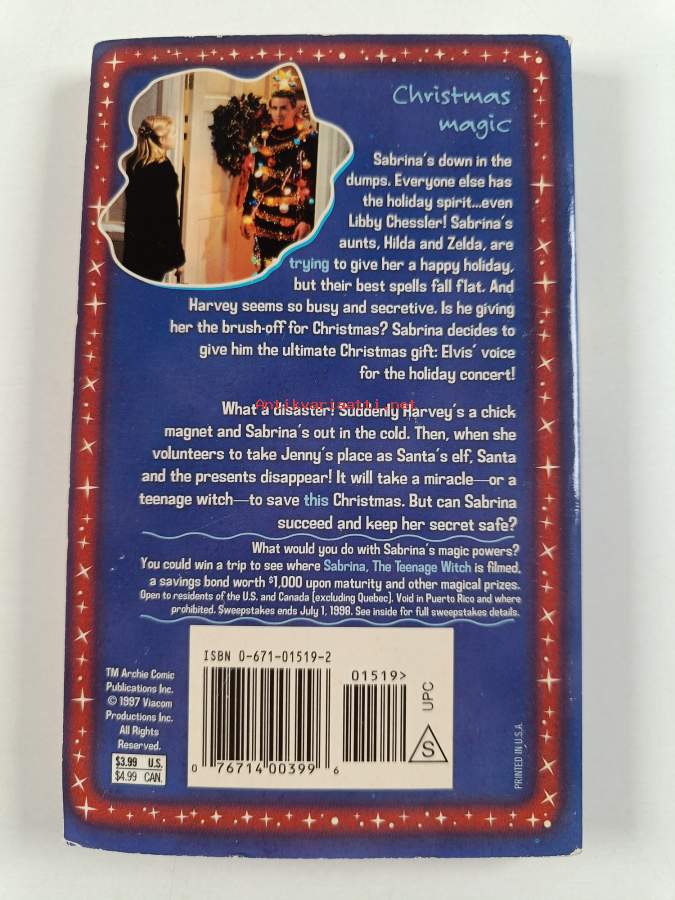 Christmas
magic
Sabrina's down in the
dumps. Everyone else has
the holiday spirit...even
Libby Chessler! Sabrina's
aunts, Hilda and Zelda, are
trying to give her a happy holiday,
but their best spells fall flat. And
Harvey seems so busy and secretive. Is he giving
her the brush-off for Christmas? Sabrina decides to
give him the ultimate Christmas gift: Elvis' voice
for the holiday concert!
Antikvariaatti.net
What a disaster! Suddenly Harvey's a chick
magnet and Sabrina's out in the cold. Then, when she
volunteers to take Jenny's place as Santa's elf, Santa
and the presents disappear! It will take a miracle—or a
teenage witch—to save this Christmas. But can Sabrina
succeed and keep her secret safe?
What would you do with Sabrina's magic powers?
You could win a trip to see where Sabrina, The Teenage Witch is filmed,
a savings bond worth $1,000 upon maturity and other magical prizes.
Open to residents of the U.S. and Canada (excluding Quebec). Void in Puerto Rico and where
prohibited. Sweepstakes ends July 1, 1998. See inside for full sweepstakes details.
TM Archie Comic
Publications Inc.
© 1997 Viacom
Productions Inc.
All Rights
Reserved.
$3.99 U.S.
$4.99 CAN.
ISBN 0-671-01519-2
01519>
0 76714 00399 6
UPC
S
PRINTED IN U.S.A.